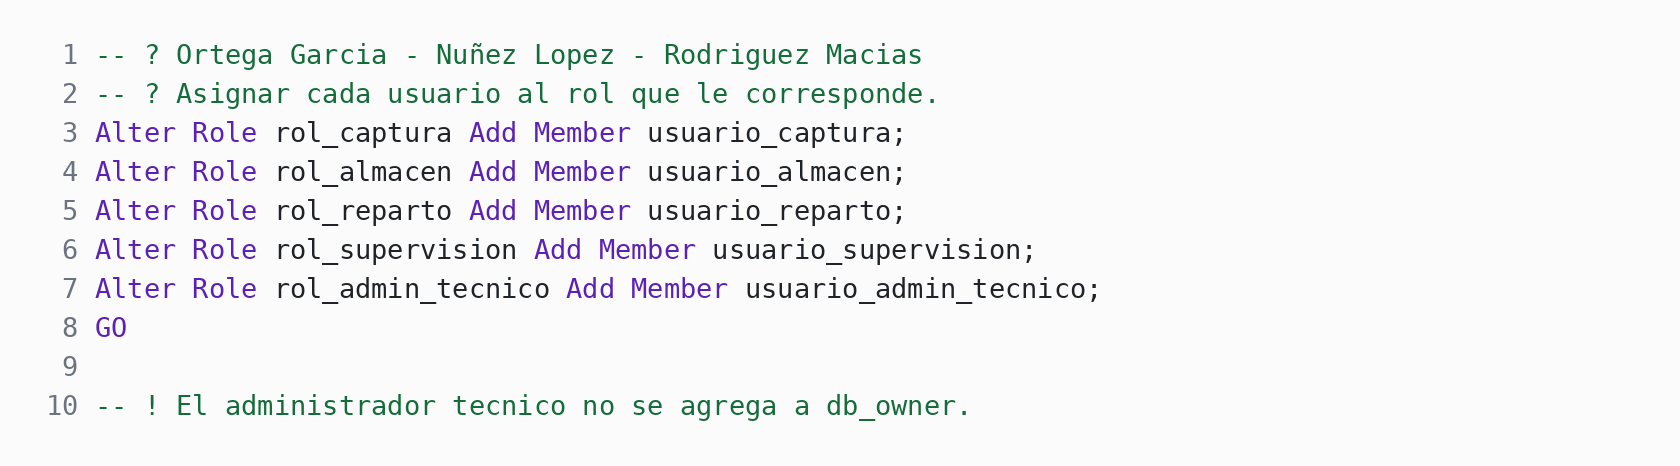 1 -- ? Ortega Garcia - Nuñez Lopez - Rodriguez Macias
2 -- ? Asignar cada usuario al rol que le corresponde.
3 Alter Role rol_captura Add Member usuario_captura;
4 Alter Role rol_almacen Add Member usuario_almacen;
5 Alter Role rol_reparto Add Member usuario_reparto;
6 Alter Role rol_supervision Add Member usuario_supervision;
7 Alter Role rol_admin_tecnico Add Member usuario_admin_tecnico;
8 GO
9
10 -- ! El administrador tecnico no se agrega a db_owner.